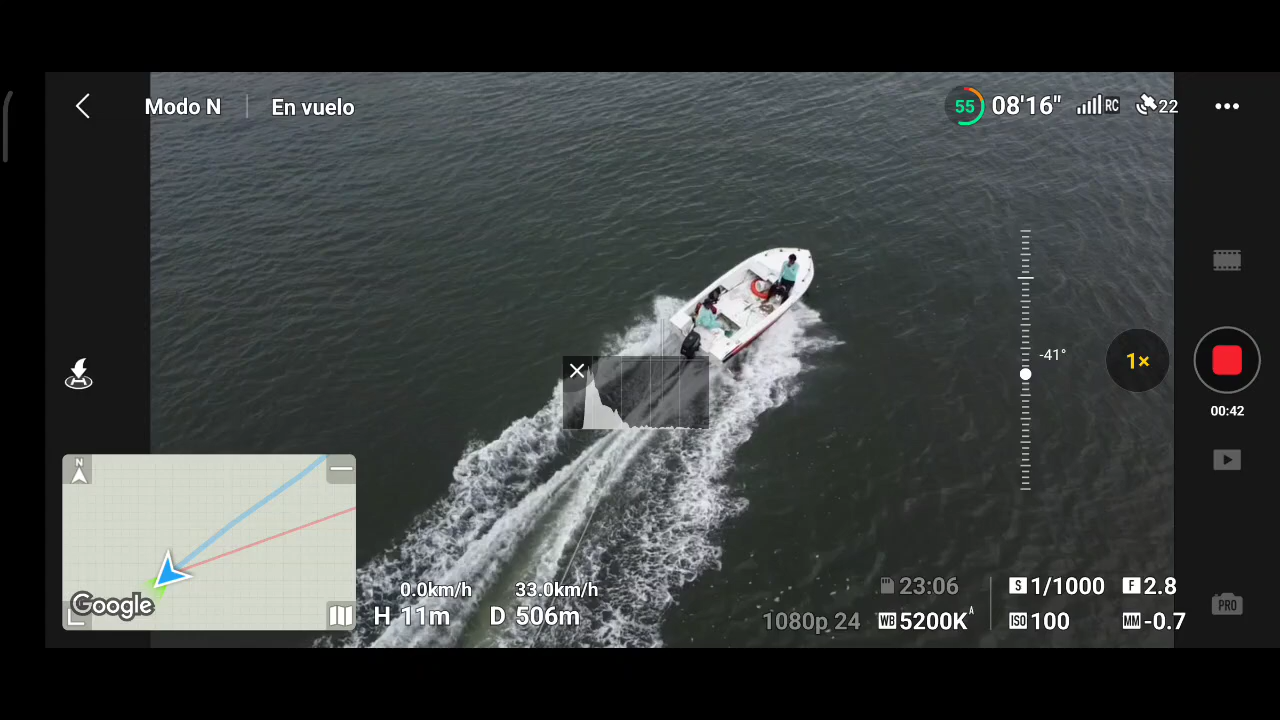 Modo N
En vuelo
55
08'16"
RC
22
-41°
1×
00:42
N
Google
0.0km/h
33.0km/h
H 11m
D 506m
23:06
1080p 24
WB 5200K A
S 1/1000
F 2.8
ISO 100
MM -0.7
PRO